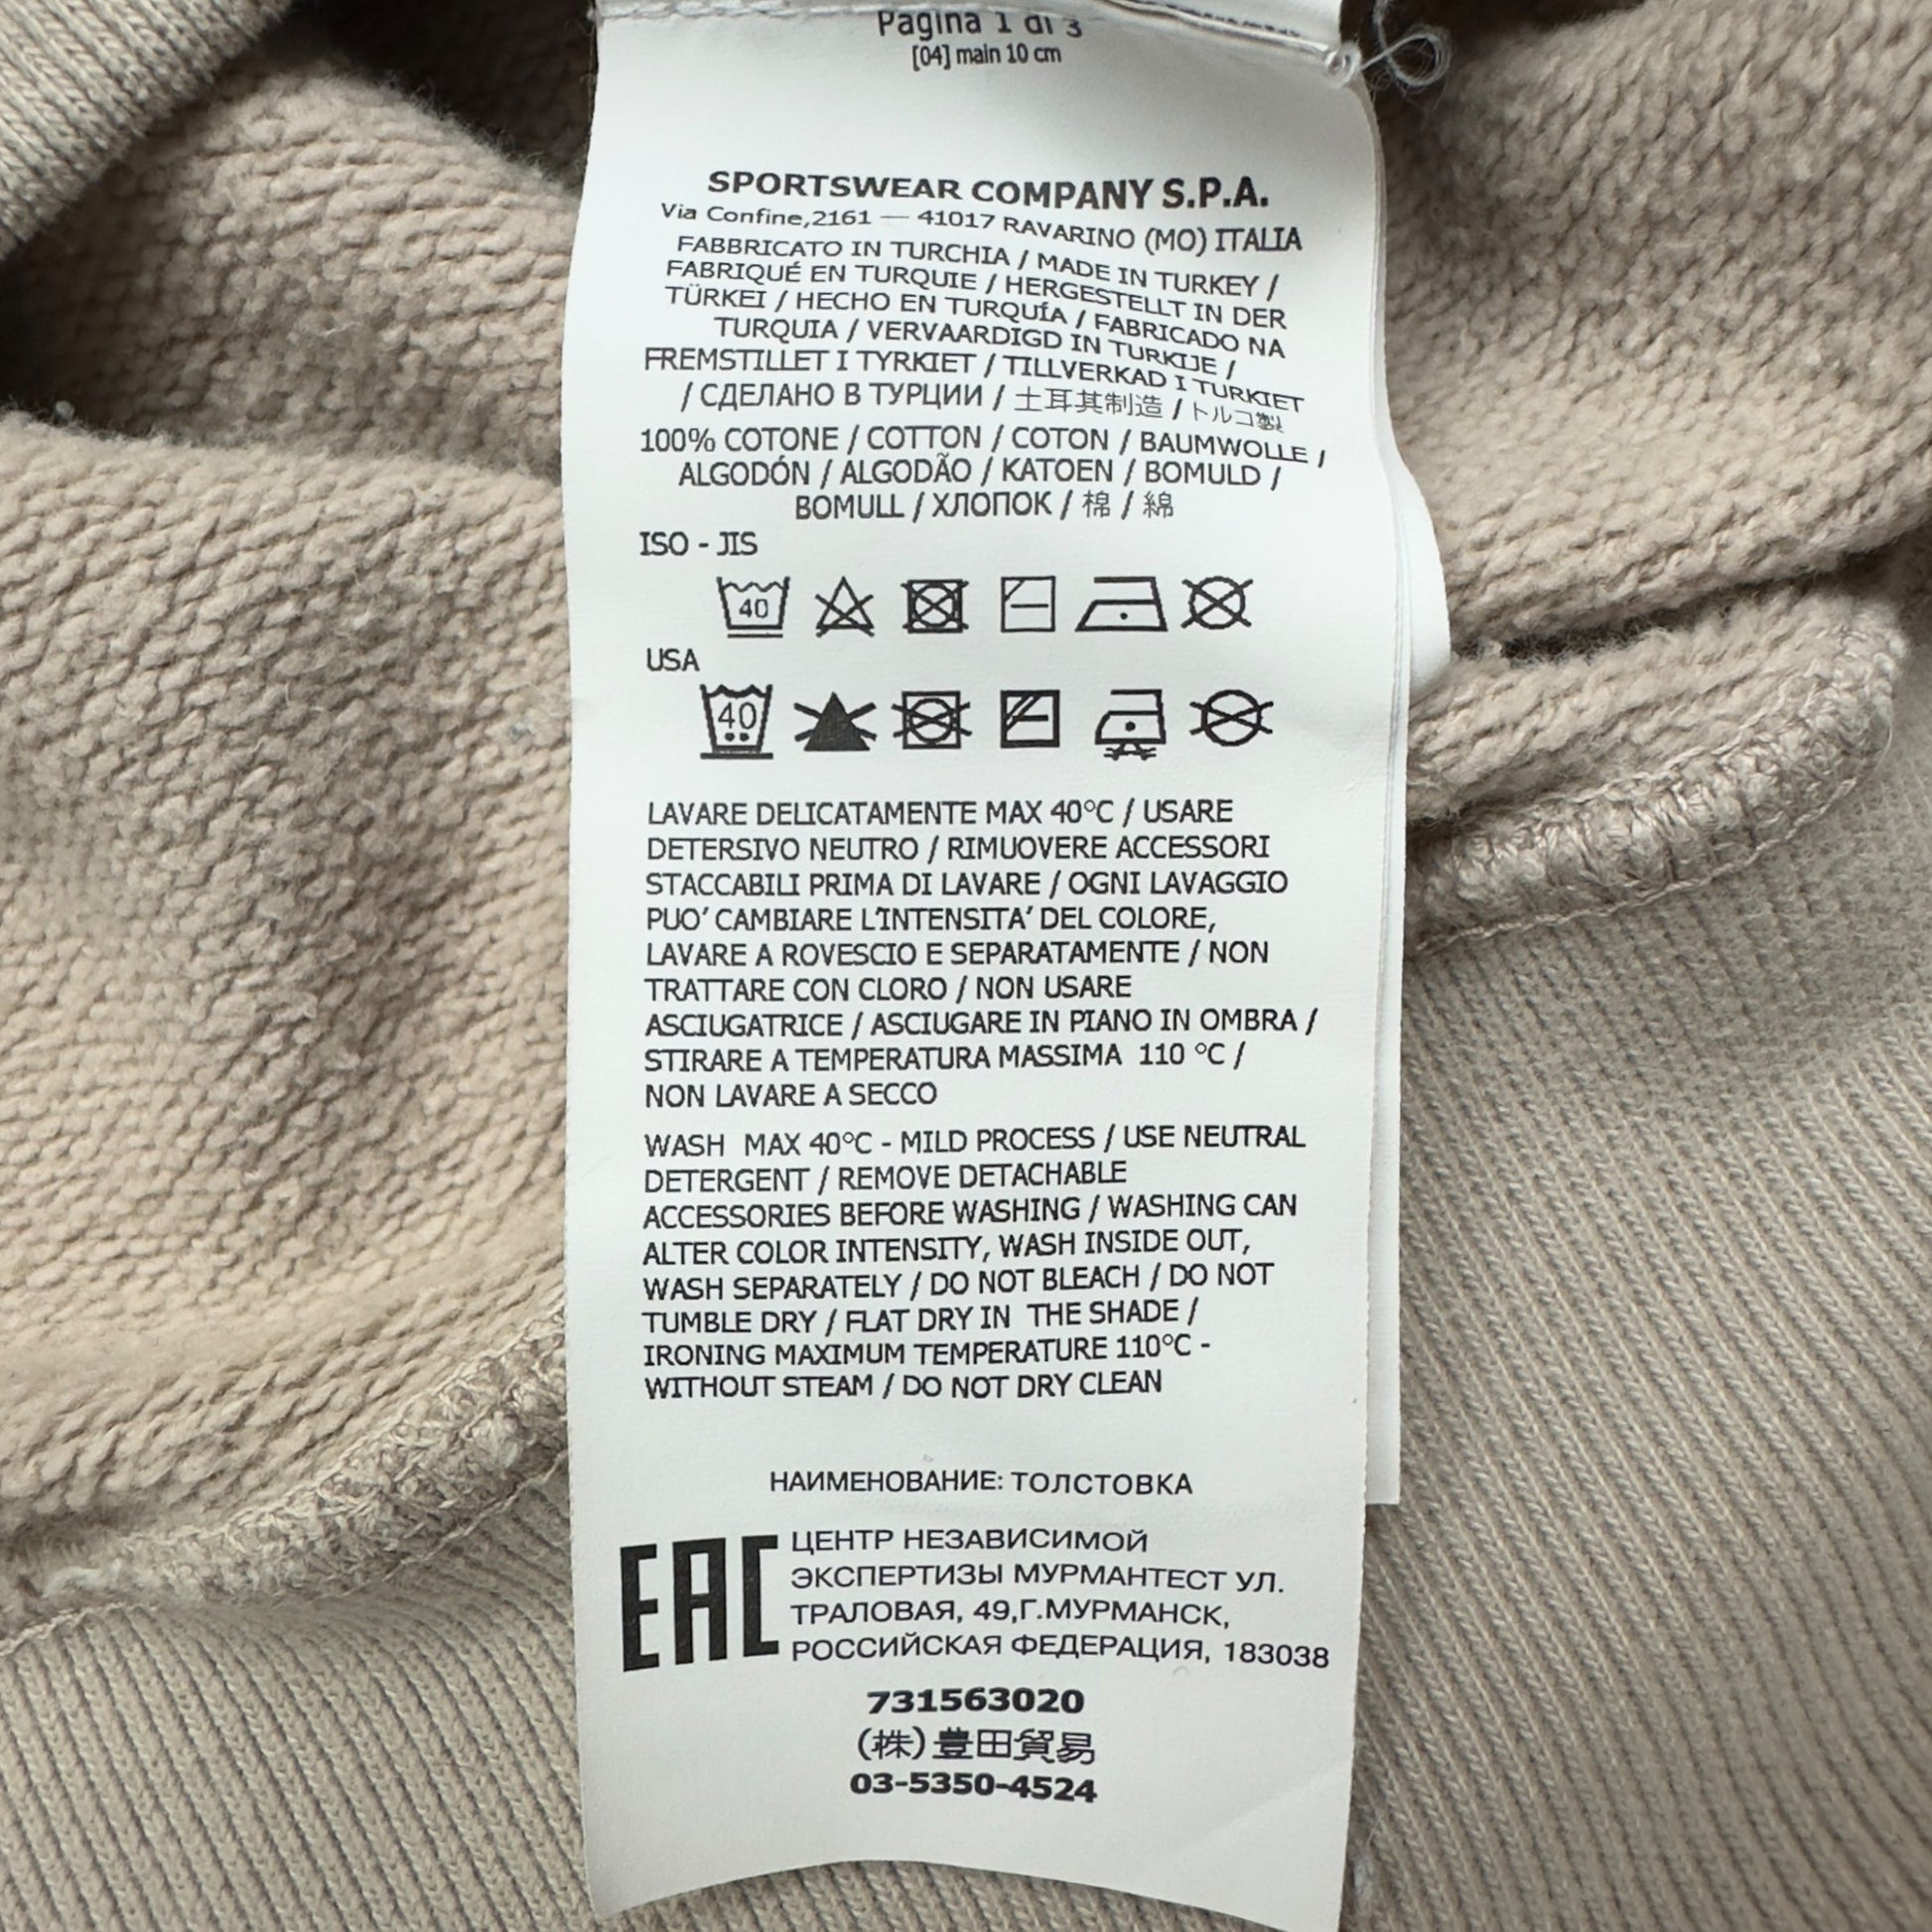 Pagina 1 di 3
[04] main 10 cm
SPORTSWEAR COMPANY S.P.A.
Via Confine,2161 — 41017 RAVARINO (MO) ITALIA
FABBRICATO IN TURCHIA / MADE IN TURKEY /
FABRIQUÉ EN TURQUIE / HERGESTELLT IN DER
TÜRKEI / HECHO EN TURQUÍA / FABRICADO NA
TURQUIA / VERVAARDIGD IN TURKIJE /
FREMSTILLET I TYRKIET / TILLVERKAD I TURKIET
/ СДЕЛАНО В ТУРЦИИ / 土耳其制造 / トルコ製
100% COTONE / COTTON / COTON / BAUMWOLLE /
ALGODÓN / ALGODÃO / KATOEN / BOMULD /
BOMULL / ХЛОПОК / 棉 / 綿
ISO - JIS
40
USA
40
LAVARE DELICATAMENTE MAX 40°C / USARE
DETERSIVO NEUTRO / RIMUOVERE ACCESSORI
STACCABILI PRIMA DI LAVARE / OGNI LAVAGGIO
PUO’ CAMBIARE L’INTENSITA’ DEL COLORE,
LAVARE A ROVESCIO E SEPARATAMENTE / NON
TRATTARE CON CLORO / NON USARE
ASCIUGATRICE / ASCIUGARE IN PIANO IN OMBRA /
STIRARE A TEMPERATURA MASSIMA 110 °C /
NON LAVARE A SECCO
WASH MAX 40°C - MILD PROCESS / USE NEUTRAL
DETERGENT / REMOVE DETACHABLE
ACCESSORIES BEFORE WASHING / WASHING CAN
ALTER COLOR INTENSITY, WASH INSIDE OUT,
WASH SEPARATELY / DO NOT BLEACH / DO NOT
TUMBLE DRY / FLAT DRY IN THE SHADE /
IRONING MAXIMUM TEMPERATURE 110°C -
WITHOUT STEAM / DO NOT DRY CLEAN
НАИМЕНОВАНИЕ: ТОЛСТОВКА
EAC
ЦЕНТР НЕЗАВИСИМОЙ
ЭКСПЕРТИЗЫ МУРМАНТЕСТ УЛ.
ТРАЛОВАЯ, 49,Г.МУРМАНСК,
РОССИЙСКАЯ ФЕДЕРАЦИЯ, 183038
731563020
(株)豊田貿易
03-5350-4524